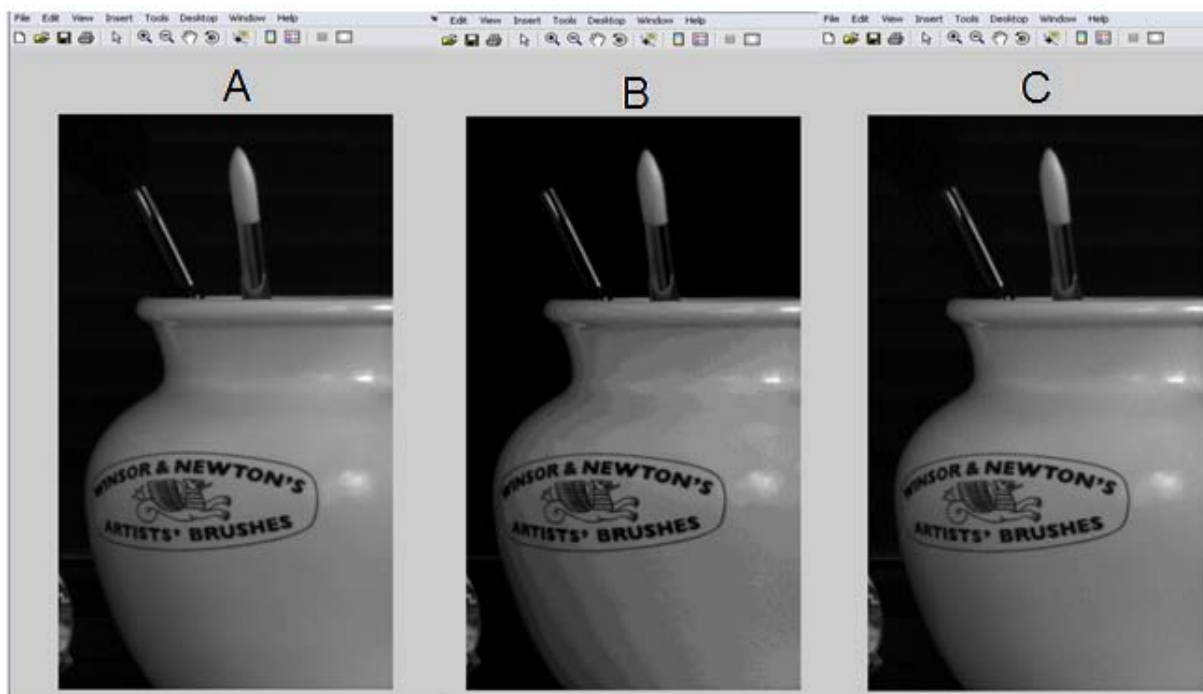 File Edit View Insert Tools Desktop Window Help
Edit View Insert Tools Desktop Window Help
File Edit View Insert Tools Desktop Window Help
A
B
C
WINSOR & NEWTON'S
ARTISTS' BRUSHES
WINSOR & NEWTON'S
ARTISTS' BRUSHES
WINSOR & NEWTON'S
ARTISTS' BRUSHES